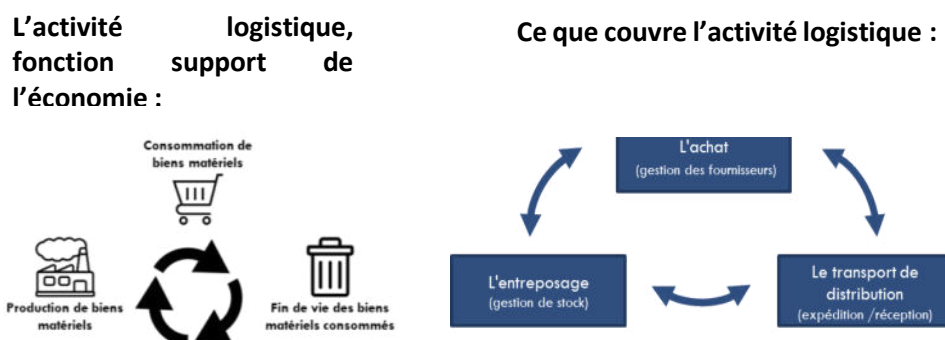 L’activité logistique,
fonction support de
l’économie :
Ce que couvre l’activité logistique :
Consommation de
biens matériels
Production de biens
matériels
Fin de vie des biens
matériels consommés
L'achat
(gestion des fournisseurs)
L'entreposage
(gestion de stock)
Le transport de
distribution
(expédition /réception)